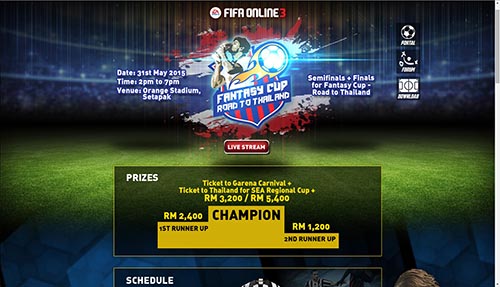 EA SPORTS FIFA ONLINE 3
Date: 31st May 2015
Time: 2pm to 7pm
Venue: Orange Stadium,
Setapak
FANTASY CUP
ROAD TO THAILAND
Semifinals + Finals
for Fantasy Cup -
Road to Thailand
PORTAL
FORUM
DOWNLOAD
LIVE STREAM
PRIZES
Ticket to Garena Carnival +
Ticket to Thailand for SEA Regional Cup +
RM 3,200 / RM 5,400
RM 2,400
CHAMPION
1ST RUNNER UP
RM 1,200
2ND RUNNER UP
SCHEDULE